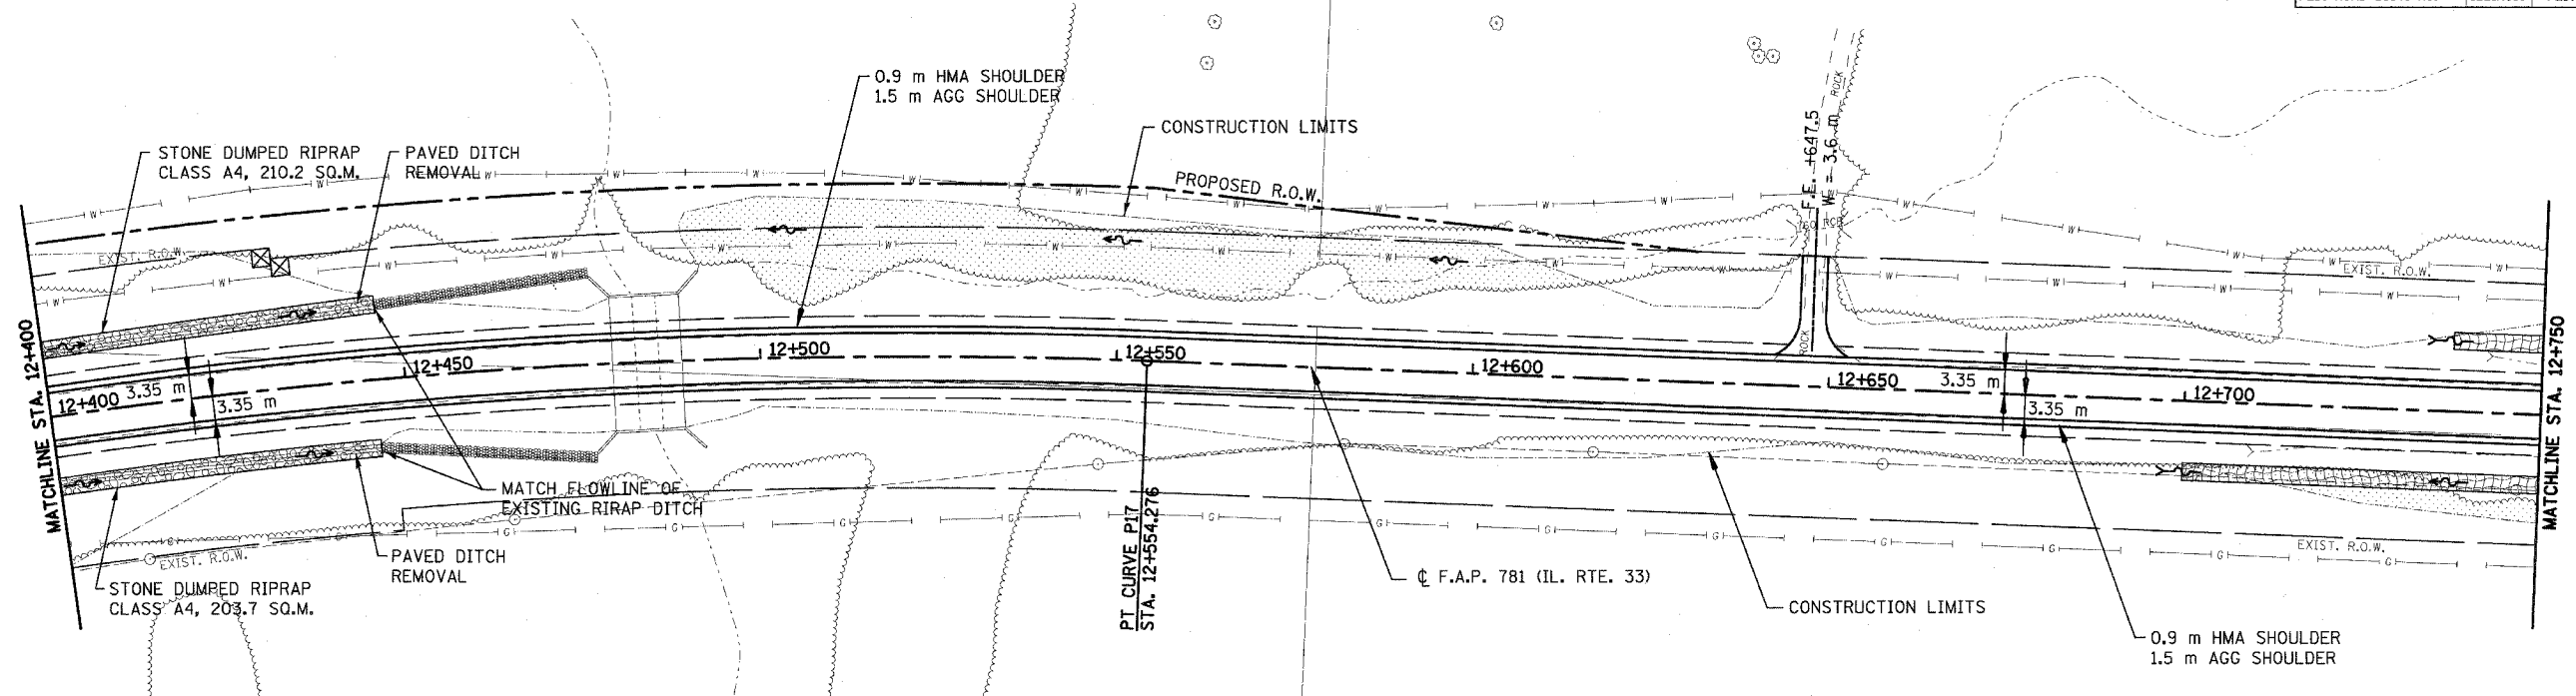 0.9 m HMA SHOULDER
1.5 m AGG SHOULDER
CONSTRUCTION LIMITS
STONE DUMPED RIPRAP
CLASS A4, 210.2 SQ.M.
PAVED DITCH
REMOVAL
PROPOSED R.O.W.
F.E. +647.5
W = 3.6 m
ROCK
EXIST. R.O.W.
EXIST. R.O.W.
MATCHLINE STA. 12+400
12+400
3.35 m
3.35 m
12+450
12+500
12+550
12+600
ROCK
12+650
3.35 m
3.35 m
12+700
MATCHLINE STA. 12+750
MATCH FLOWLINE OF
EXISTING RIRAP DITCH
PAVED DITCH
REMOVAL
EXIST. R.O.W.
STONE DUMPED RIPRAP
CLASS A4, 203.7 SQ.M.
PT CURVE P17
STA. 12+554.276
℄ F.A.P. 781 (IL. RTE. 33)
CONSTRUCTION LIMITS
EXIST. R.O.W.
0.9 m HMA SHOULDER
1.5 m AGG SHOULDER